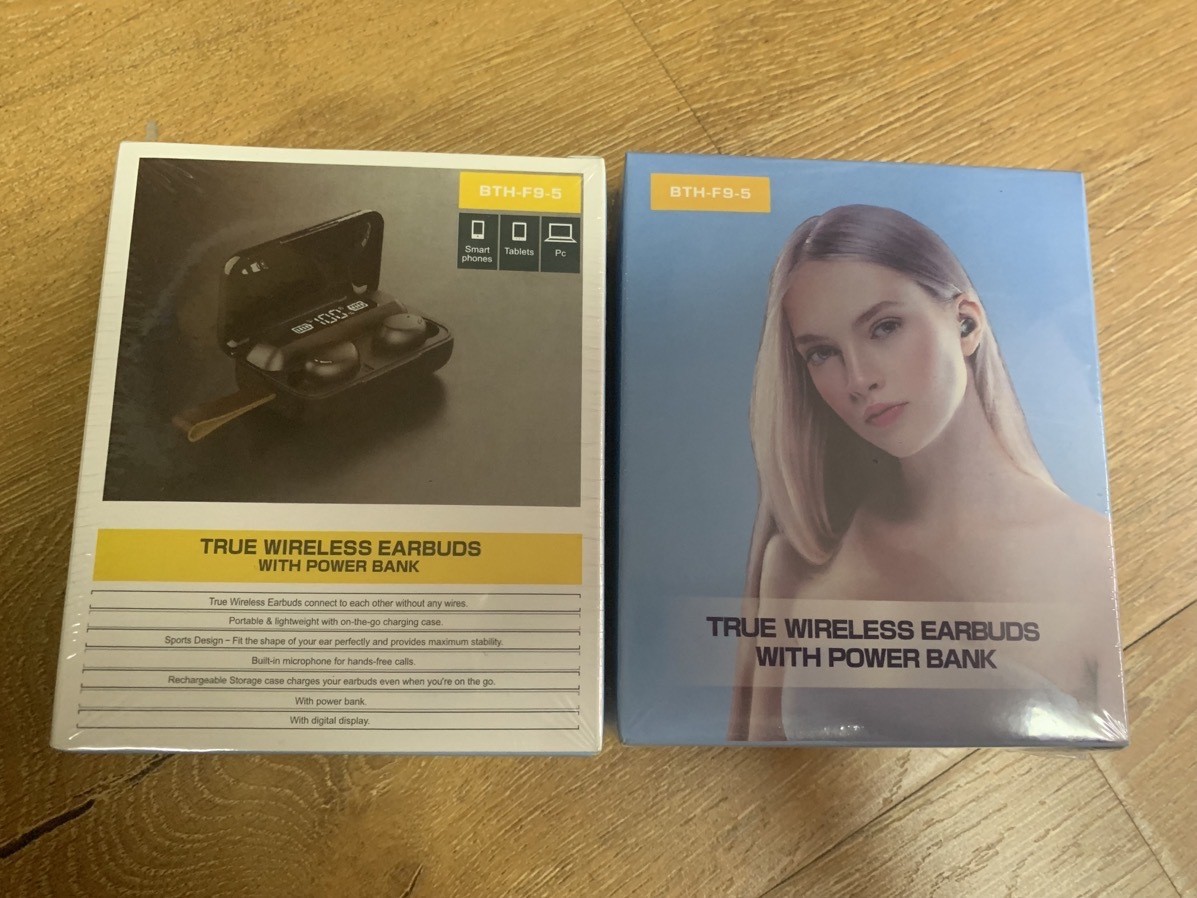 BTH-F9-5
Smart
phones
Tablets
Pc
100
TRUE WIRELESS EARBUDS
WITH POWER BANK
True Wireless Earbuds connect to each other without any wires.
Portable & lightweight with on-the-go charging case.
Sports Design – Fit the shape of your ear perfectly and provides maximum stability.
Built-in microphone for hands-free calls.
Rechargeable Storage case charges your earbuds even when you're on the go.
With power bank.
With digital display.
BTH-F9-5
TRUE WIRELESS EARBUDS
WITH POWER BANK